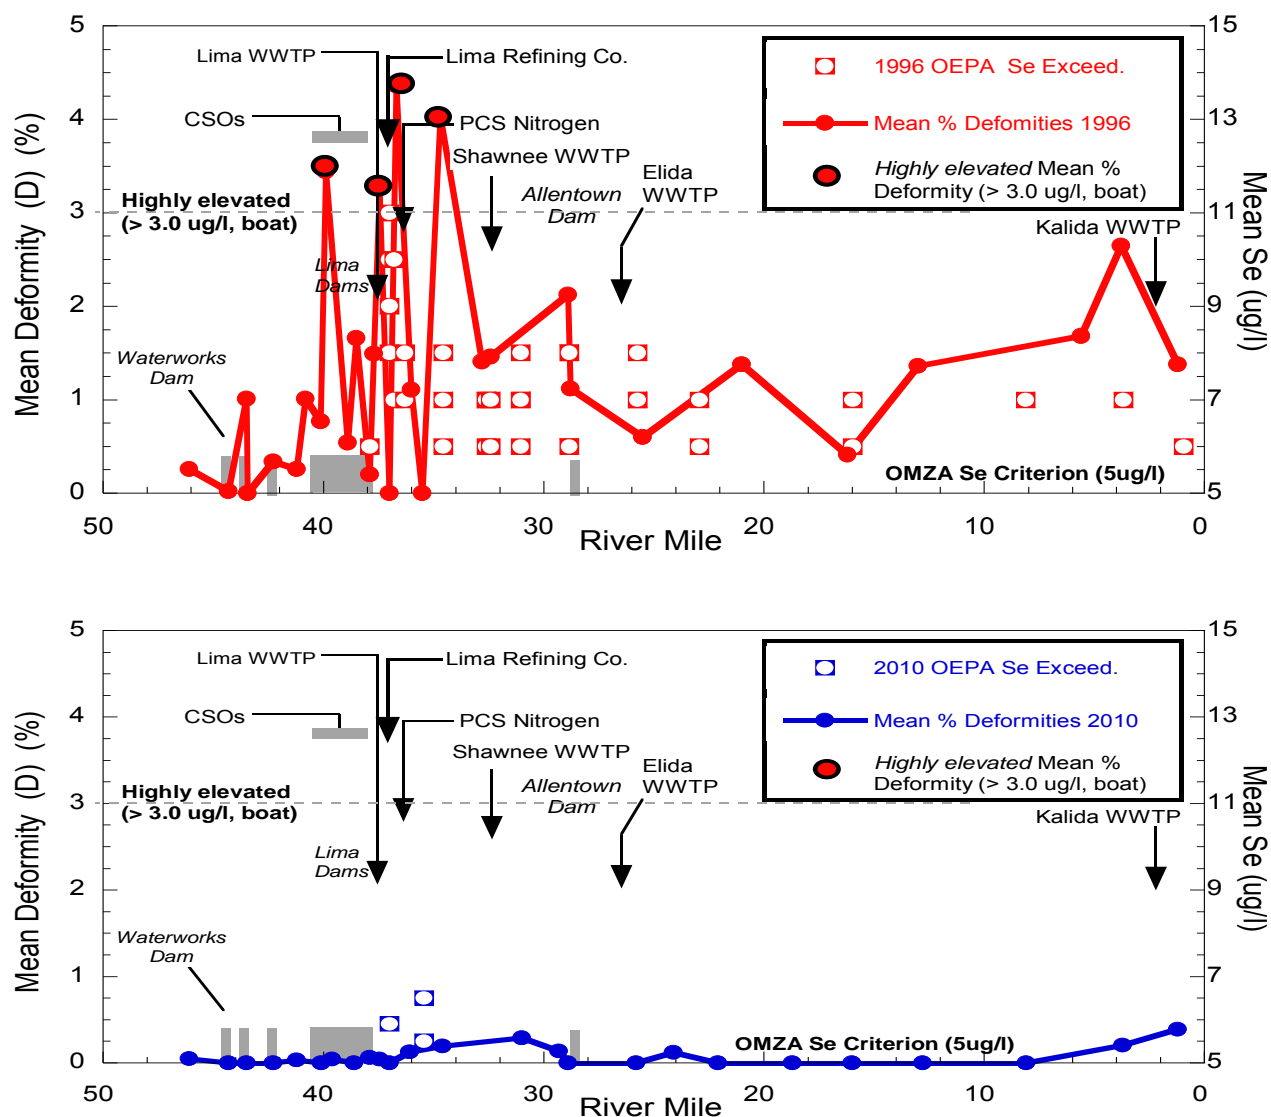 5
15
Lima WWTP
Lima Refining Co.
1996 OEPA Se Exceed.
4
13
CSOs
PCS Nitrogen
Mean % Defomities 1996
Shawnee WWTP
Elida
WWTP
Highly elevated Mean %
Deformity (> 3.0 ug/l, boat)
Allentown
Dam
Highly elevated
(> 3.0 ug/l, boat)
3
11
Kalida WWTP
Lima
Dams
2
9
Waterworks
Dam
1
7
OMZA Se Criterion (5ug/l)
0
5
50
40
30
20
10
0
River Mile
Mean Deformity (D) (%)
Mean Se (ug/l)
5
15
Lima WWTP
Lima Refining Co.
2010 OEPA Se Exceed.
4
13
CSOs
PCS Nitrogen
Mean % Deformities 2010
Shawnee WWTP
Elida
WWTP
Highly elevated Mean %
Deformity (> 3.0 ug/l, boat)
Allentown
Dam
Highly elevated
(> 3.0 ug/l, boat)
3
11
Kalida WWTP
Lima
Dams
2
9
Waterworks
Dam
1
7
OMZA Se Criterion (5ug/l)
0
5
50
40
30
20
10
0
River Mile
Mean Deformity (D) (%)
Mean Se (ug/l)